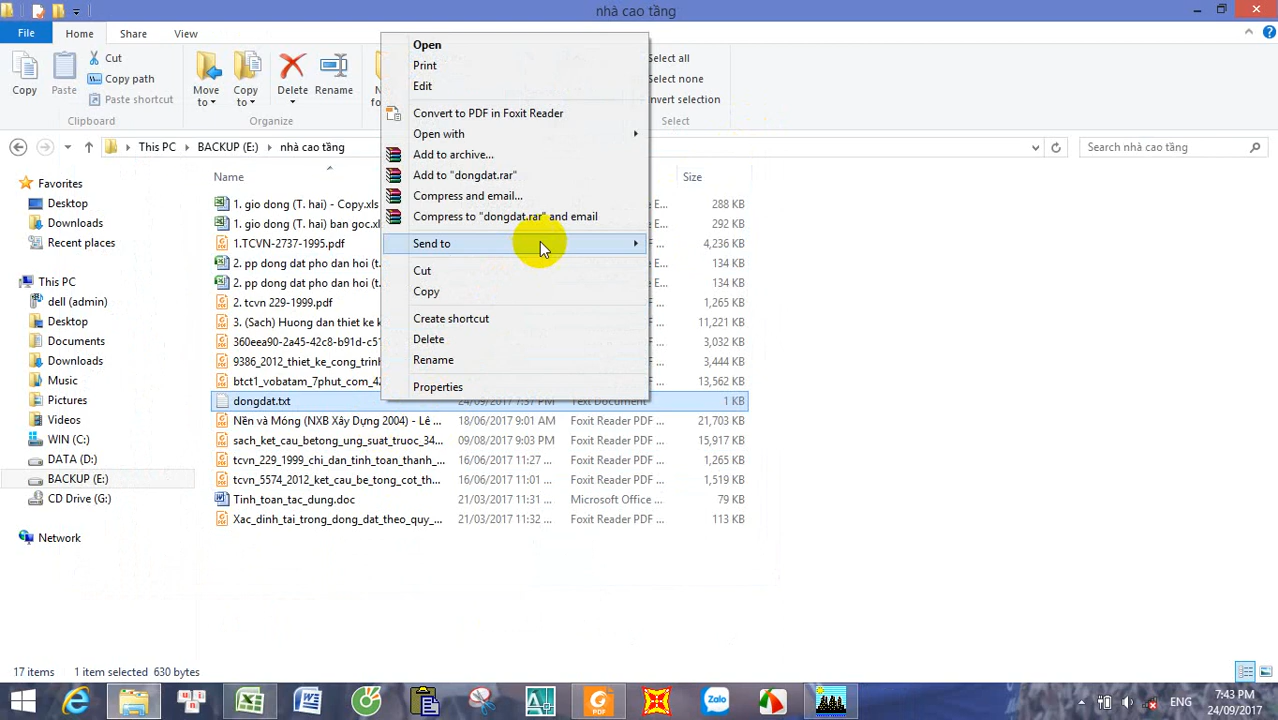 nhà cao tầng
File
Home
Share
View
Copy
Paste
Cut
Copy path
Paste shortcut
Clipboard
Move to
Copy to
Delete
Rename
Organize
Select all
Select none
nvert selection
Select
This PC
BACKUP (E:)
nhà cao tầng
Search nhà cao tầng
Open
Print
Edit
Convert to PDF in Foxit Reader
Open with
Add to archive...
Add to "dongdat.rar"
Compress and email...
Compress to "dongdat.rar" and email
Send to
Cut
Copy
Create shortcut
Delete
Rename
Properties
Favorites
Desktop
Downloads
Recent places
This PC
dell (admin)
Desktop
Documents
Downloads
Music
Pictures
Videos
WIN (C:)
DATA (D:)
BACKUP (E:)
CD Drive (G:)
Network
Name
Size
1. gio dong (T. hai) - Copy.xls
288 KB
1. gio dong (T. hai) ban goc.xl
292 KB
1.TCVN-2737-1995.pdf
4,236 KB
2. pp dong dat pho dan hoi (t
134 KB
2. pp dong dat pho dan hoi (t
134 KB
2. tcvn 229-1999.pdf
1,265 KB
3. (Sach) Huong dan thiet ke k
11,221 KB
360eea90-2a45-42c8-b91d-c5
3,032 KB
9386_2012_thiet_ke_cong_trin
3,444 KB
btct1_vobatam_7phut_com_42
13,562 KB
dongdat.txt 24/09/2017 7:37 PM Text Document 1 KB
Nền và Móng (NXB Xây Dựng 2004) - Lê ... 18/06/2017 9:01 AM Foxit Reader PDF ... 21,703 KB
sach_ket_cau_betong_ung_suat_truoc_34... 09/08/2017 9:03 PM Foxit Reader PDF ... 15,917 KB
tcvn_229_1999_chi_dan_tinh_toan_thanh_... 16/06/2017 11:27 ... Foxit Reader PDF ... 1,265 KB
tcvn_5574_2012_ket_cau_be_tong_cot_th... 16/06/2017 11:01 ... Foxit Reader PDF ... 1,519 KB
Tinh_toan_tac_dung.doc 21/03/2017 11:31 ... Microsoft Office ... 79 KB
Xac_dinh_tai_trong_dong_dat_theo_quy_... 21/03/2017 11:32 ... Foxit Reader PDF ... 113 KB
17 items
1 item selected 630 bytes
Zalo
ENG
7:43 PM
24/09/2017